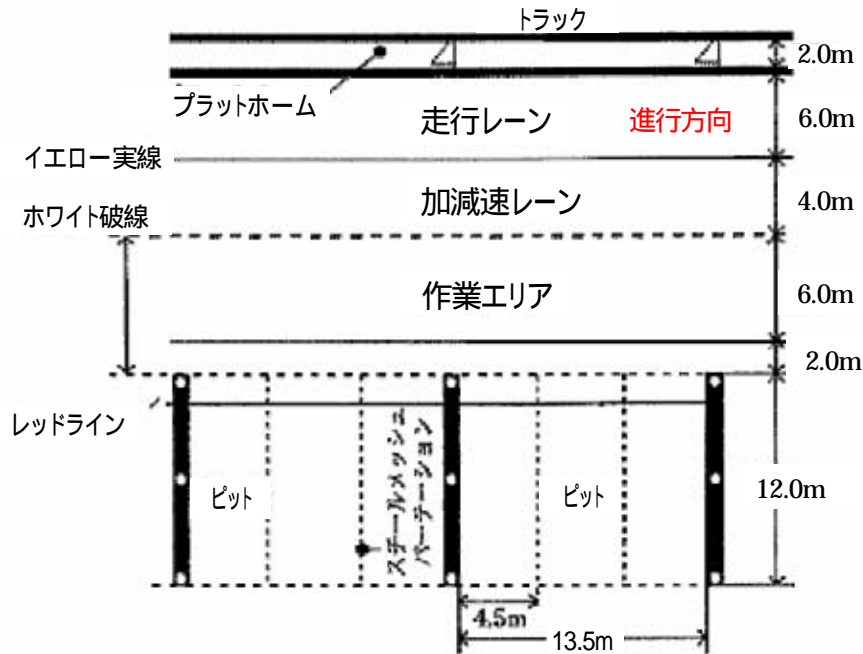 トラック
2.0m
プラットホーム
走行レーン
進行方向
6.0m
イエロー実線
加減速レーン
4.0m
ホワイト破線
作業エリア
6.0m
2.0m
レッドライン
スチールメッシュ
パーテーション
ピット
ピット
12.0m
4.5m
13.5m